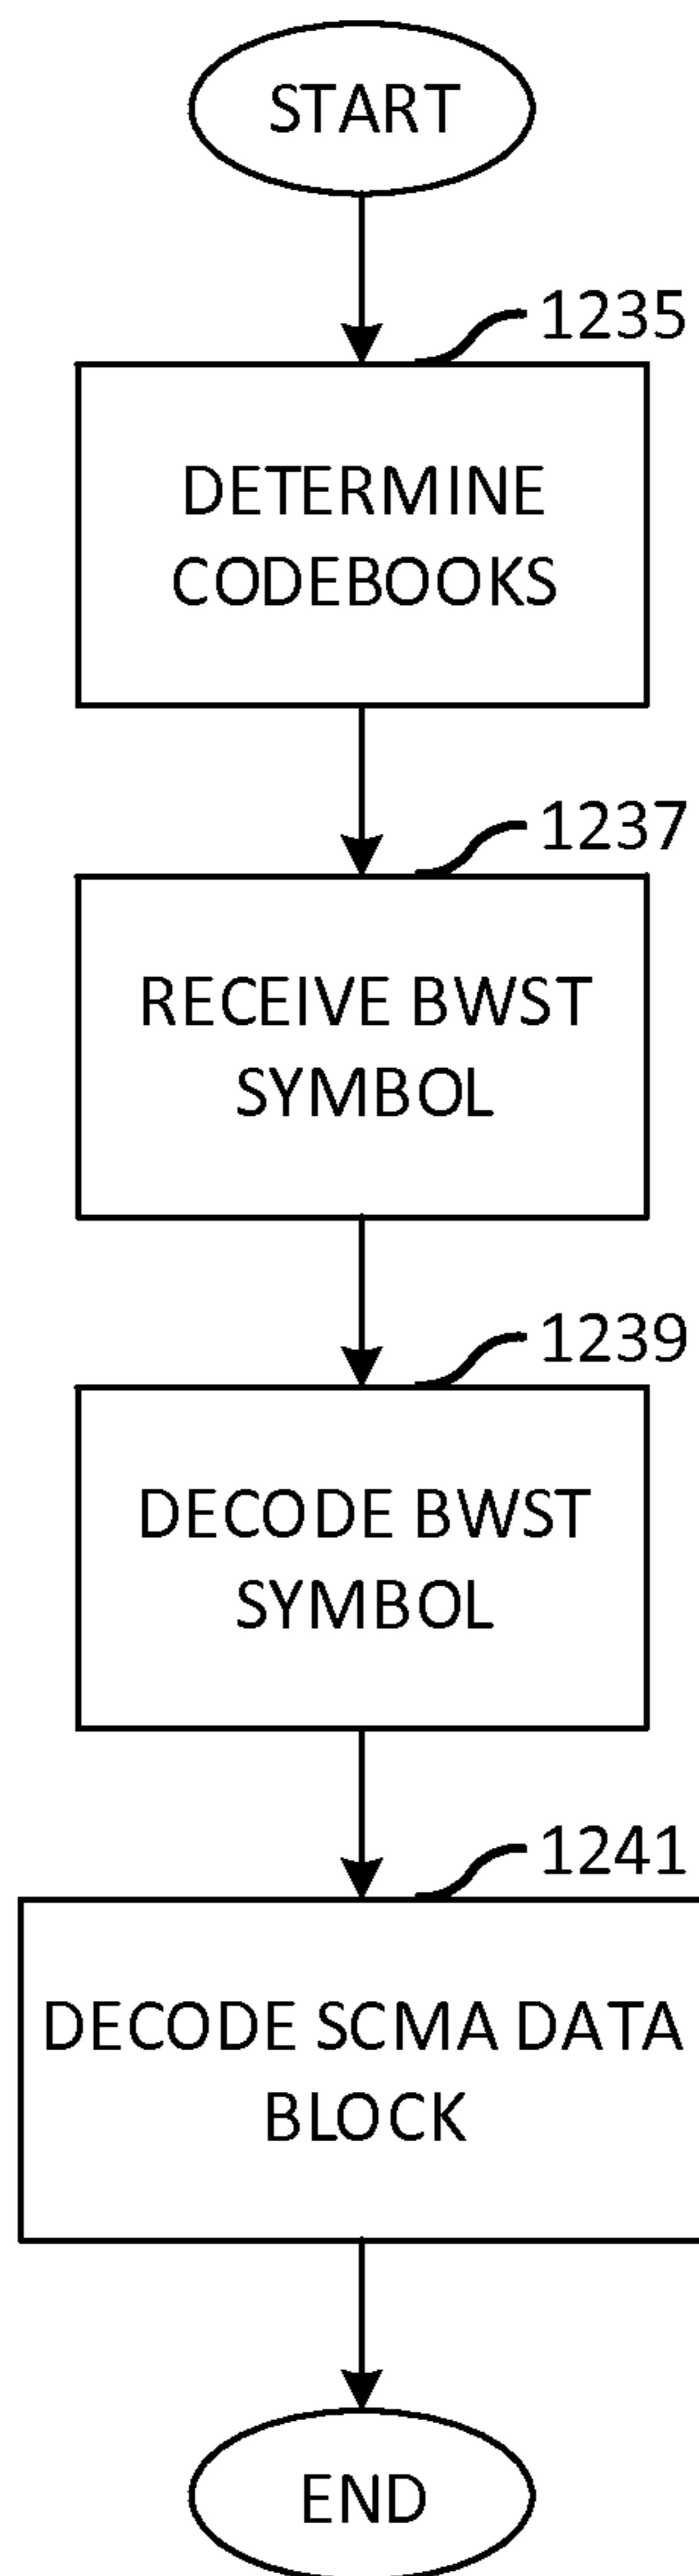 START
1235
DETERMINE
CODEBOOKS
1237
RECEIVE BWST
SYMBOL
1239
DECODE BWST
SYMBOL
1241
DECODE SCMA DATA
BLOCK
END